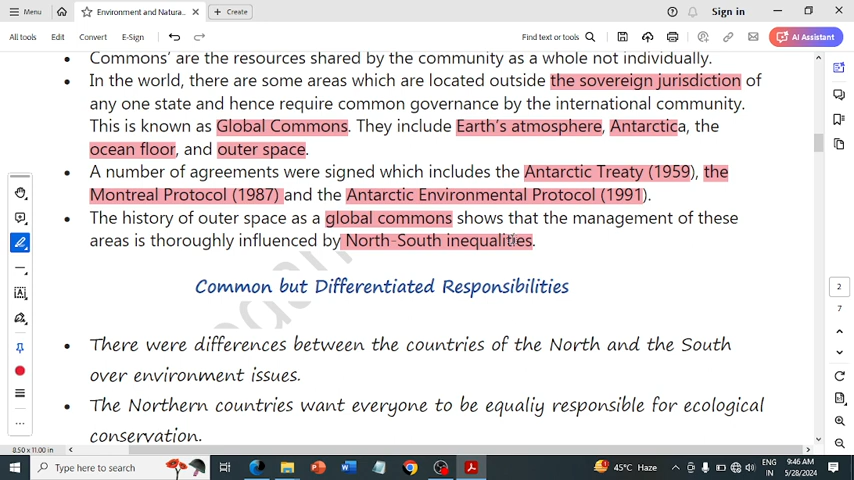 Menu
Environment and Natura...
Create
Sign in
All tools
Edit
Convert
E-Sign
Find text or tools
AI Assistant
Commons' are the resources shared by the community as a whole not individually.
• In the world, there are some areas which are located outside the sovereign jurisdiction of
any one state and hence require common governance by the international community.
This is known as Global Commons. They include Earth's atmosphere, Antarctica, the
ocean floor, and outer space.
• A number of agreements were signed which includes the Antarctic Treaty (1959), the
Montreal Protocol (1987) and the Antarctic Environmental Protocol (1991).
• The history of outer space as a global commons shows that the management of these
areas is thoroughly influenced by North-South inequalities.
Common but Differentiated Responsibilities
• There were differences between the countries of the North and the South
over environment issues.
• The Northern countries want everyone to be equaliy responsible for ecological
conservation.
2
7
8.50 x 11.00 in
Type here to search
45°C Haze
ENG
IN
9:46 AM
5/28/2024